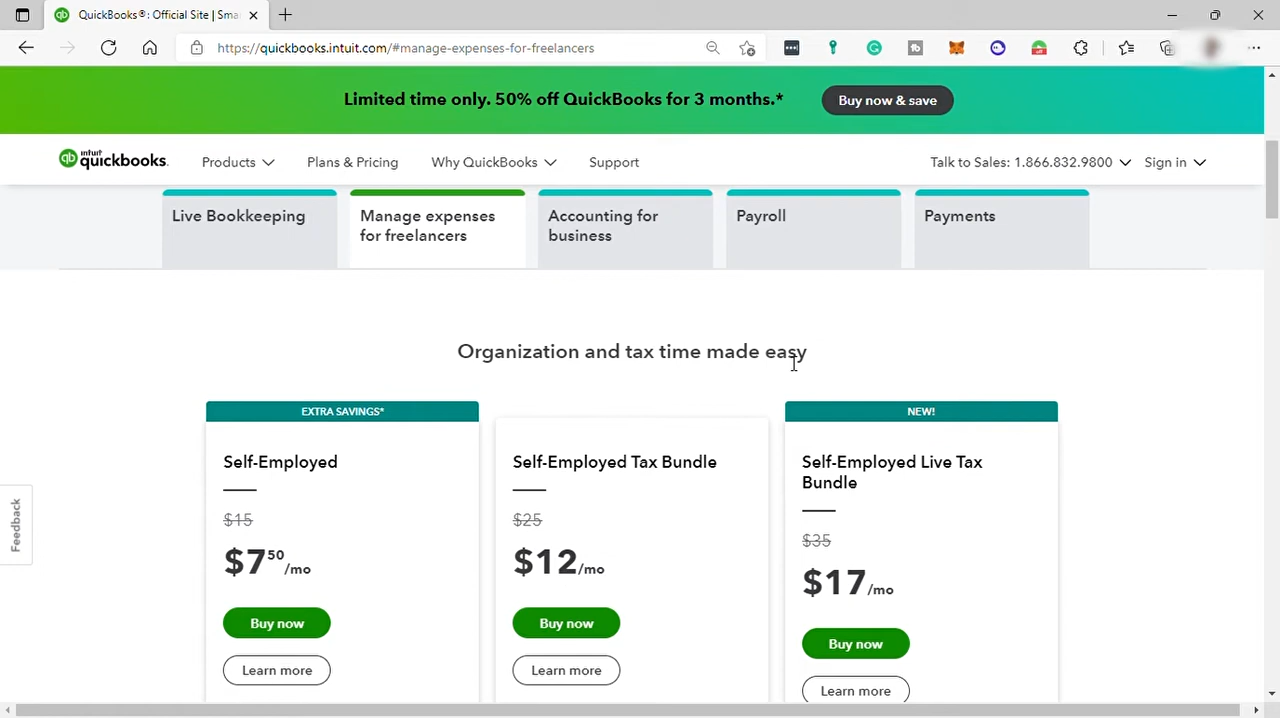 QuickBooks®: Official Site | Sma
https://quickbooks.intuit.com/#manage-expenses-for-freelancers
Limited time only. 50% off QuickBooks for 3 months.*
Buy now & save
intuit quickbooks.
Products
Plans & Pricing
Why QuickBooks
Support
Talk to Sales: 1.866.832.9800
Sign in
Live Bookkeeping
Manage expenses
for freelancers
Accounting for
business
Payroll
Payments
Organization and tax time made easy
EXTRA SAVINGS*
Self-Employed
$15
$7 50 /mo
Buy now
Learn more
Self-Employed Tax Bundle
$25
$12/mo
Buy now
Learn more
NEW!
Self-Employed Live Tax
Bundle
$35
$17/mo
Buy now
Learn more
Feedback